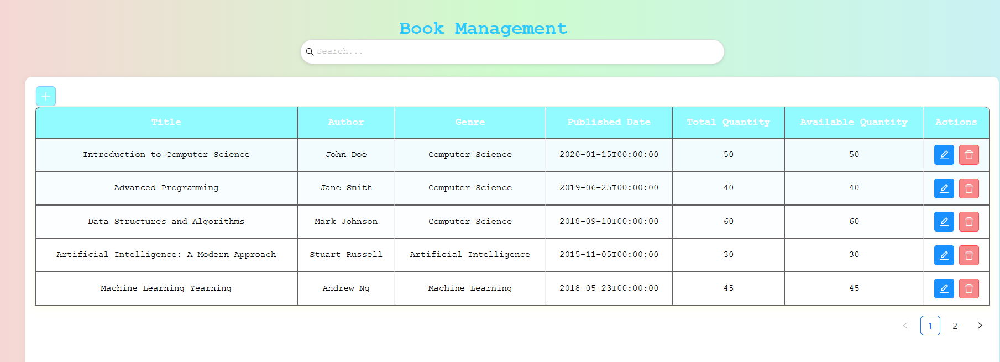 Book Management
Search...
Title Author Genre Published Date Total Quantity Available Quantity Actions
Introduction to Computer Science John Doe Computer Science 2020-01-15T00:00:00 50 50
Advanced Programming Jane Smith Computer Science 2019-06-25T00:00:00 40 40
Data Structures and Algorithms Mark Johnson Computer Science 2018-09-10T00:00:00 60 60
Artificial Intelligence: A Modern Approach Stuart Russell Artificial Intelligence 2015-11-05T00:00:00 30 30
Machine Learning Yearning Andrew Ng Machine Learning 2018-05-23T00:00:00 45 45
1 2